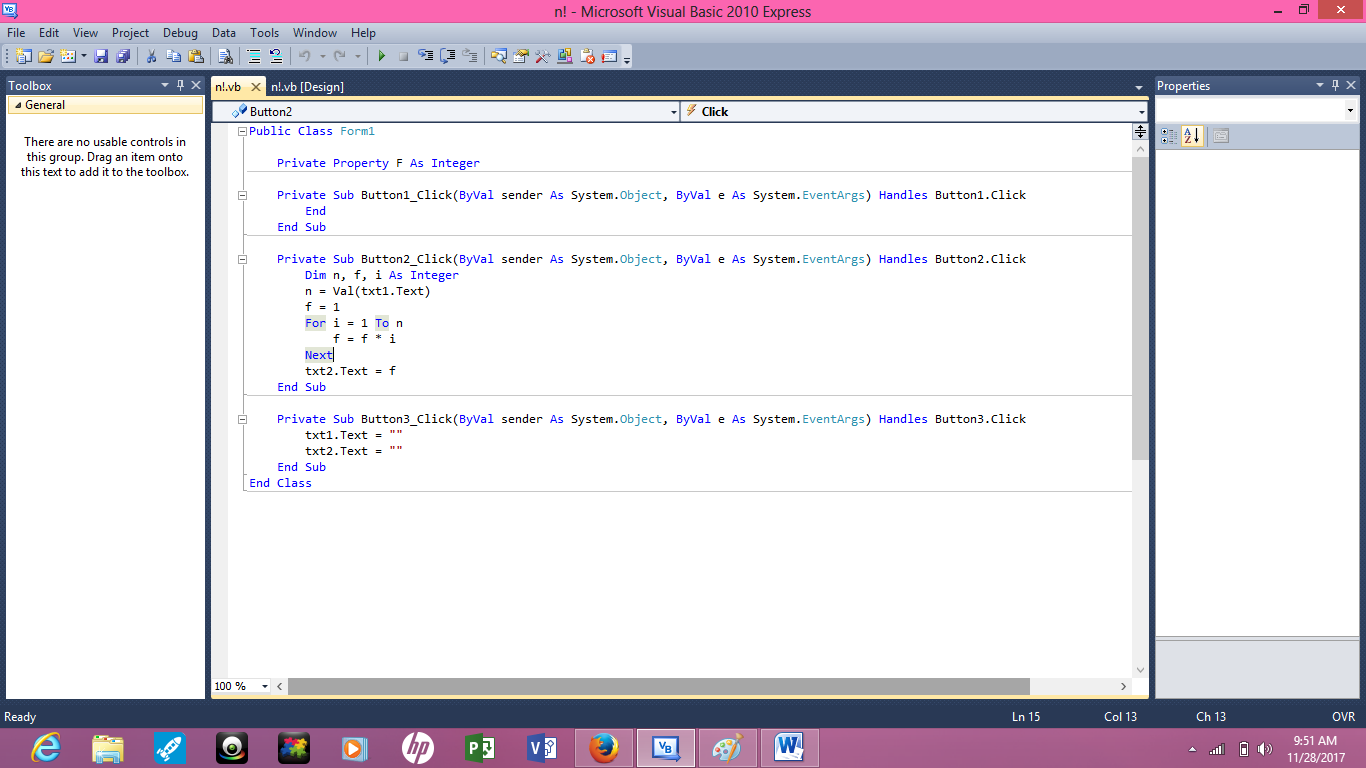 n! - Microsoft Visual Basic 2010 Express
File Edit View Project Debug Data Tools Window Help
Toolbox
General
There are no usable controls in
this group. Drag an item onto
this text to add it to the toolbox.
n!.vb n!.vb [Design]
Button2 Click
Public Class Form1
Private Property F As Integer
Private Sub Button1_Click(ByVal sender As System.Object, ByVal e As System.EventArgs) Handles Button1.Click
End
End Sub
Private Sub Button2_Click(ByVal sender As System.Object, ByVal e As System.EventArgs) Handles Button2.Click
Dim n, f, i As Integer
n = Val(txt1.Text)
f = 1
For i = 1 To n
f = f * i
Next
txt2.Text = f
End Sub
Private Sub Button3_Click(ByVal sender As System.Object, ByVal e As System.EventArgs) Handles Button3.Click
txt1.Text = ""
txt2.Text = ""
End Sub
End Class
100 %
Properties
Ready Ln 15 Col 13 Ch 13 OVR
9:51 AM
11/28/2017